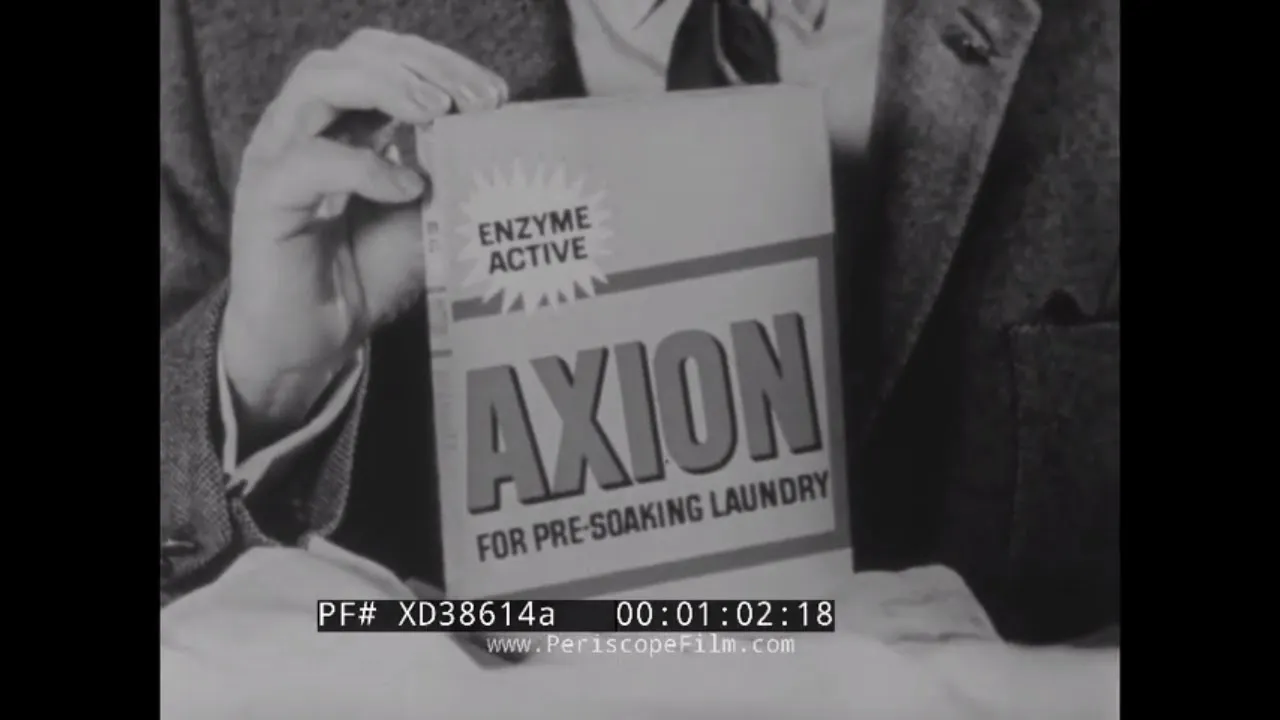 ENZYME
ACTIVE
AXION
FOR PRE-SOAKING LAUNDRY
PF# XD38614a 00:01:02:18
www.PeriscopeFilm.com